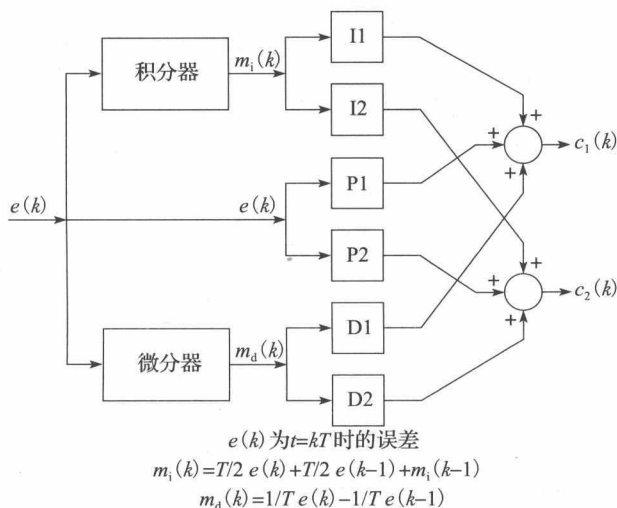 I1
积分器
m_i(k)
I2
+
+
c_1(k)
+
P1
e(k)
e(k)
P2
+
+
c_2(k)
+
D1
微分器
m_d(k)
D2
e(k)为t=kT时的误差
m_i(k)=T/2 e(k)+T/2 e(k-1)+m_i(k-1)
m_d(k)=1/T e(k)-1/T e(k-1)